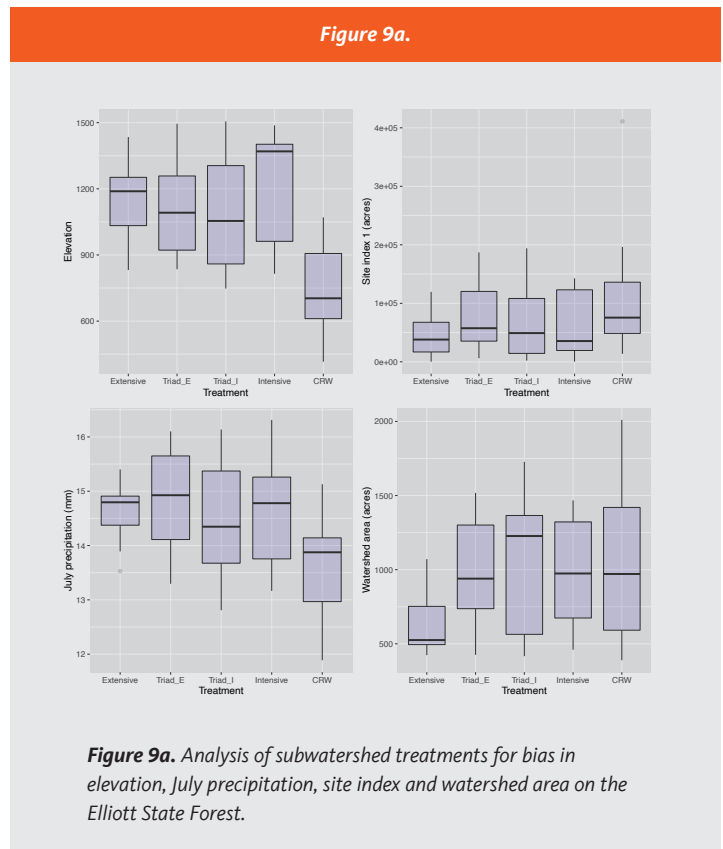 Figure 9a.
Elevation
1500
1200
900
600
Extensive Triad_E Triad_I Intensive CRW
Treatment
Site index 1 (acres)
4e+05
3e+05
2e+05
1e+05
0e+00
Extensive Triad_E Triad_I Intensive CRW
Treatment
July precipitation (mm)
16
15
14
13
12
Extensive Triad_E Triad_I Intensive CRW
Treatment
Watershed area (acres)
2000
1500
1000
500
Extensive Triad_E Triad_I Intensive CRW
Treatment
Figure 9a. Analysis of subwatershed treatments for bias in
elevation, July precipitation, site index and watershed area on the
Elliott State Forest.